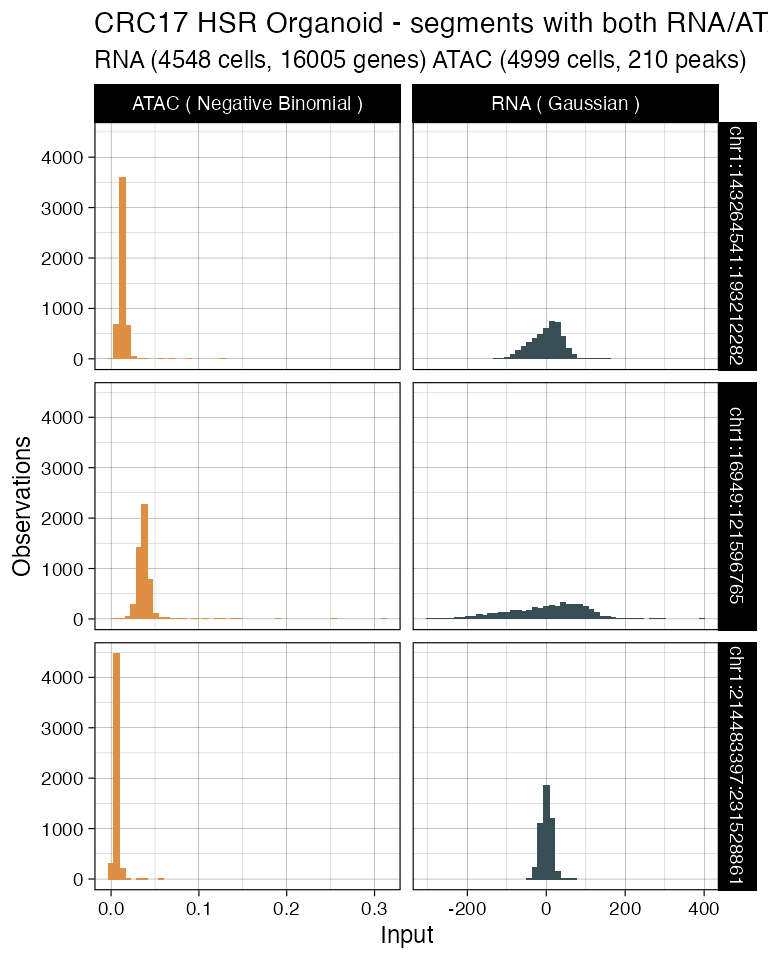 CRC17 HSR Organoid - segments with both RNA/AT
RNA (4548 cells, 16005 genes) ATAC (4999 cells, 210 peaks)
ATAC ( Negative Binomial )
RNA ( Gaussian )
4000
3000
2000
1000
0
chr1:143264541:193212282
4000
3000
2000
1000
0
chr1:16949:121596765
4000
3000
2000
1000
0
chr1:214483397:231528861
Observations
0.0 0.1 0.2 0.3
-200 0 200 400
Input